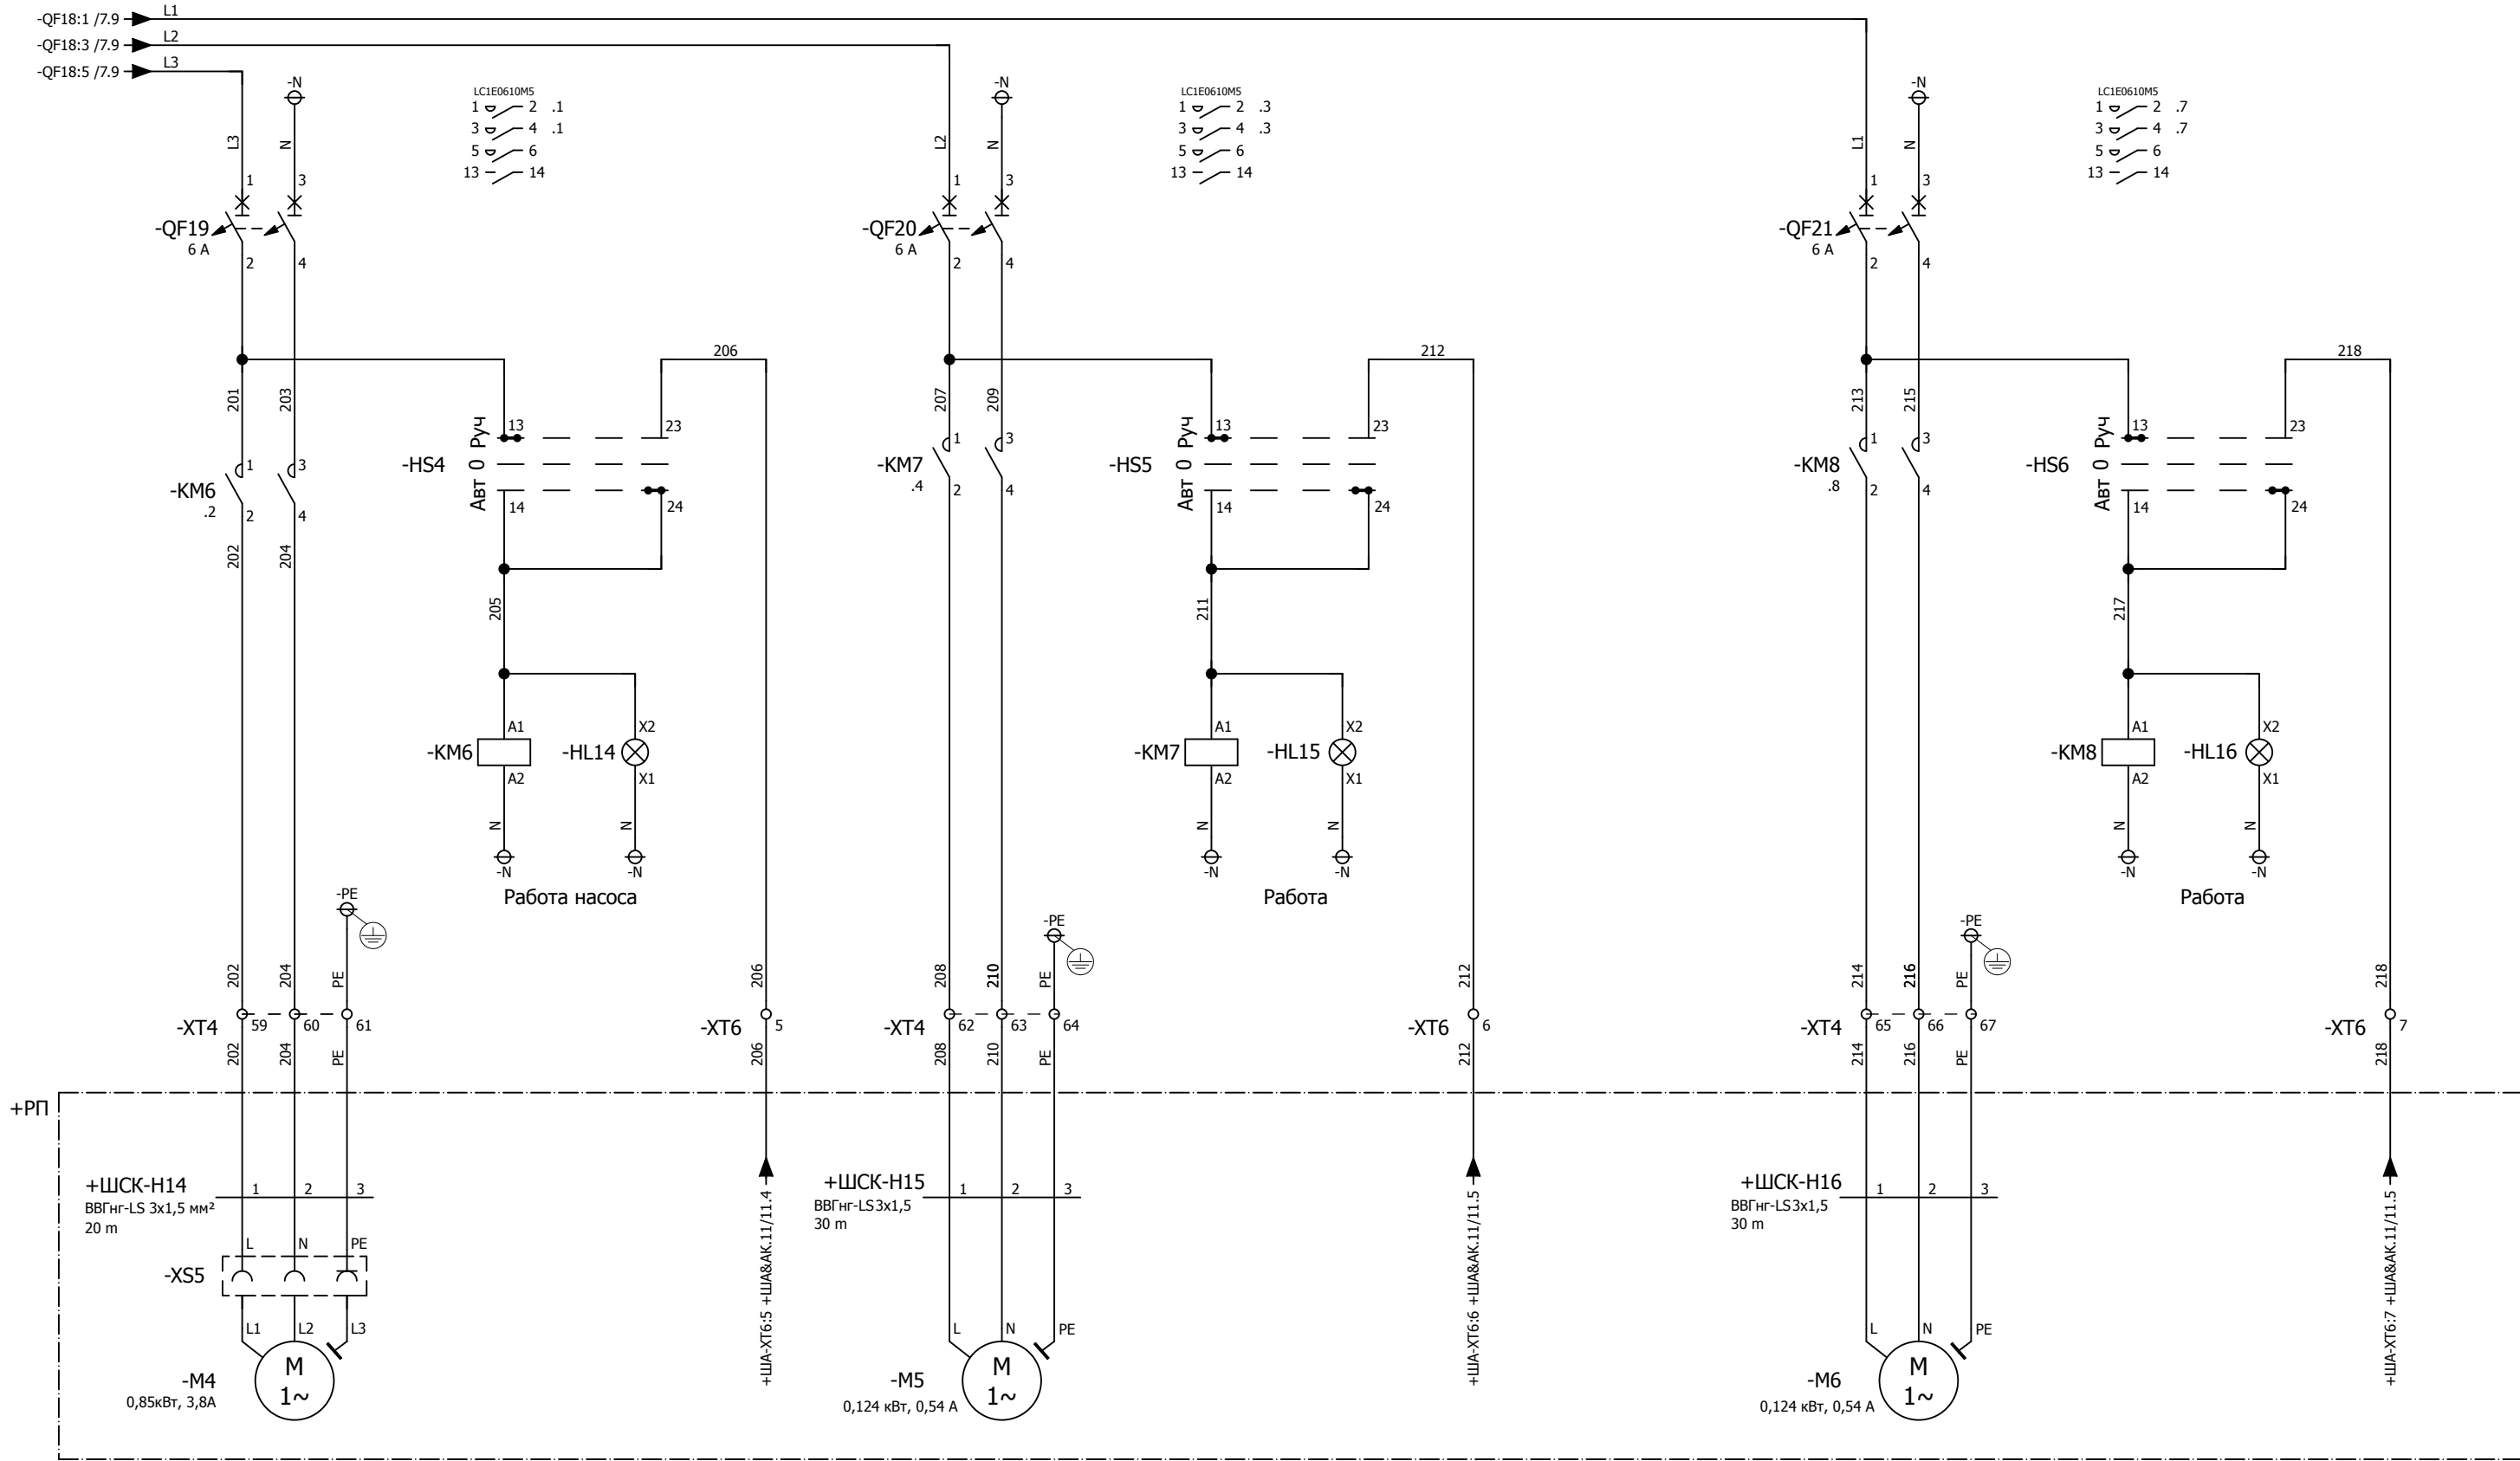 -QF18:1 /7.9 L1
-QF18:3 /7.9 L2
-QF18:5 /7.9 L3
-N -N -N
LC1E0610M5 LC1E0610M5 LC1E0610M5
1 2 .1 1 2 .3 1 2 .7
3 4 .1 3 4 .3 3 4 .7
L3 N 5 6 L2 N 5 6 L1 N 5 6
13 14 13 14 13 14
1 3 1 3 1 3
-QF19 -QF20 -QF21
6 A 6 A 6 A
2 4 2 4 2 4
206 212 218
201 203 207 209 213 215
13 23 13 23 13 23
Авт 0 Руч Авт 0 Руч Авт 0 Руч
1 3 1 3 1 3
-HS4 -KM7 -HS5 -KM8 -HS6
-KM6 .4 .8
.2 2 4 2 4 2 4
14 24 14 24 14 24
202 204
205 211 217
A1 X2 A1 X2 A1 X2
-KM6 -HL14 -KM7 -HL15 -KM8 -HL16
A2 X1 A2 X1 A2 X1
N N N N N N
-N -N -N -N -N -N
Работа насоса Работа Работа
-PE -PE -PE
202 204 PE 206 208 210 PE 212 214 216 PE 218
-XT4 59 60 61 -XT6 5 -XT4 62 63 64 -XT6 6 -XT4 65 66 67 -XT6 7
202 204 PE 206 208 210 PE 212 214 216 PE 218
+РП
+ШСК-Н14 1 2 3 +ШСК-Н15 1 2 3 +ШСК-Н16 1 2 3
ВВГнг-LS 3x1,5 мм² ВВГнг-LS3x1,5 ВВГнг-LS3x1,5
20 m 30 m 30 m
+ША-XT6:5 +ША&АК.11/11.4
+ША-XT6:6 +ША&АК.11/11.5
+ША-XT6:7 +ША&АК.11/11.5
L N PE
-XS5
L1 L2 L3 L N PE L N PE
M M M
-M4 -M5 -M6
1~ 1~ 1~
0,85кВт, 3,8А 0,124 кВт, 0,54 А 0,124 кВт, 0,54 А